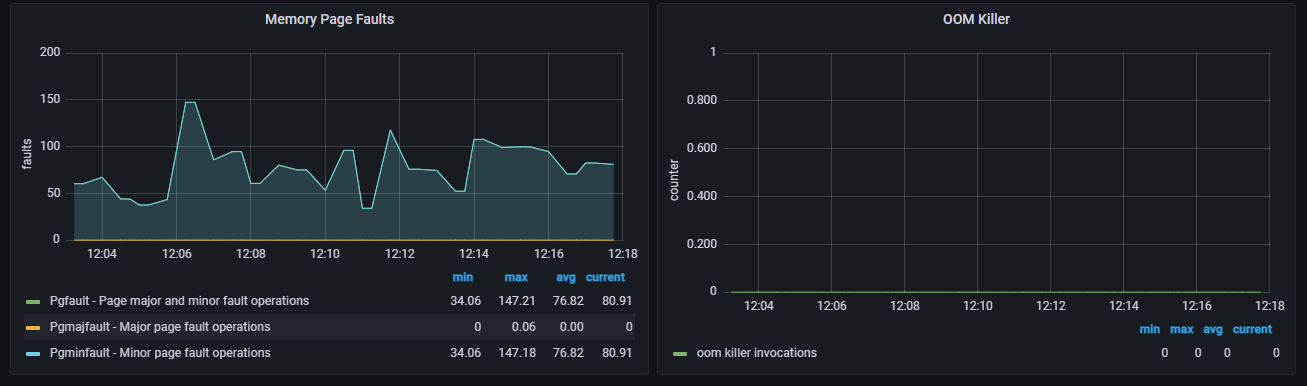 Memory Page Faults
200
150
100
50
0
faults
12:04 12:06 12:08 12:10 12:12 12:14 12:16 12:18
min max avg current
Pgfault - Page major and minor fault operations 34.06 147.21 76.82 80.91
Pgmajfault - Major page fault operations 0 0.06 0.00 0
Pgminfault - Minor page fault operations 34.06 147.18 76.82 80.91
OOM Killer
1
0.800
0.600
0.400
0.200
0
counter
12:04 12:06 12:08 12:10 12:12 12:14 12:16 12:18
min max avg current
oom killer invocations 0 0 0 0